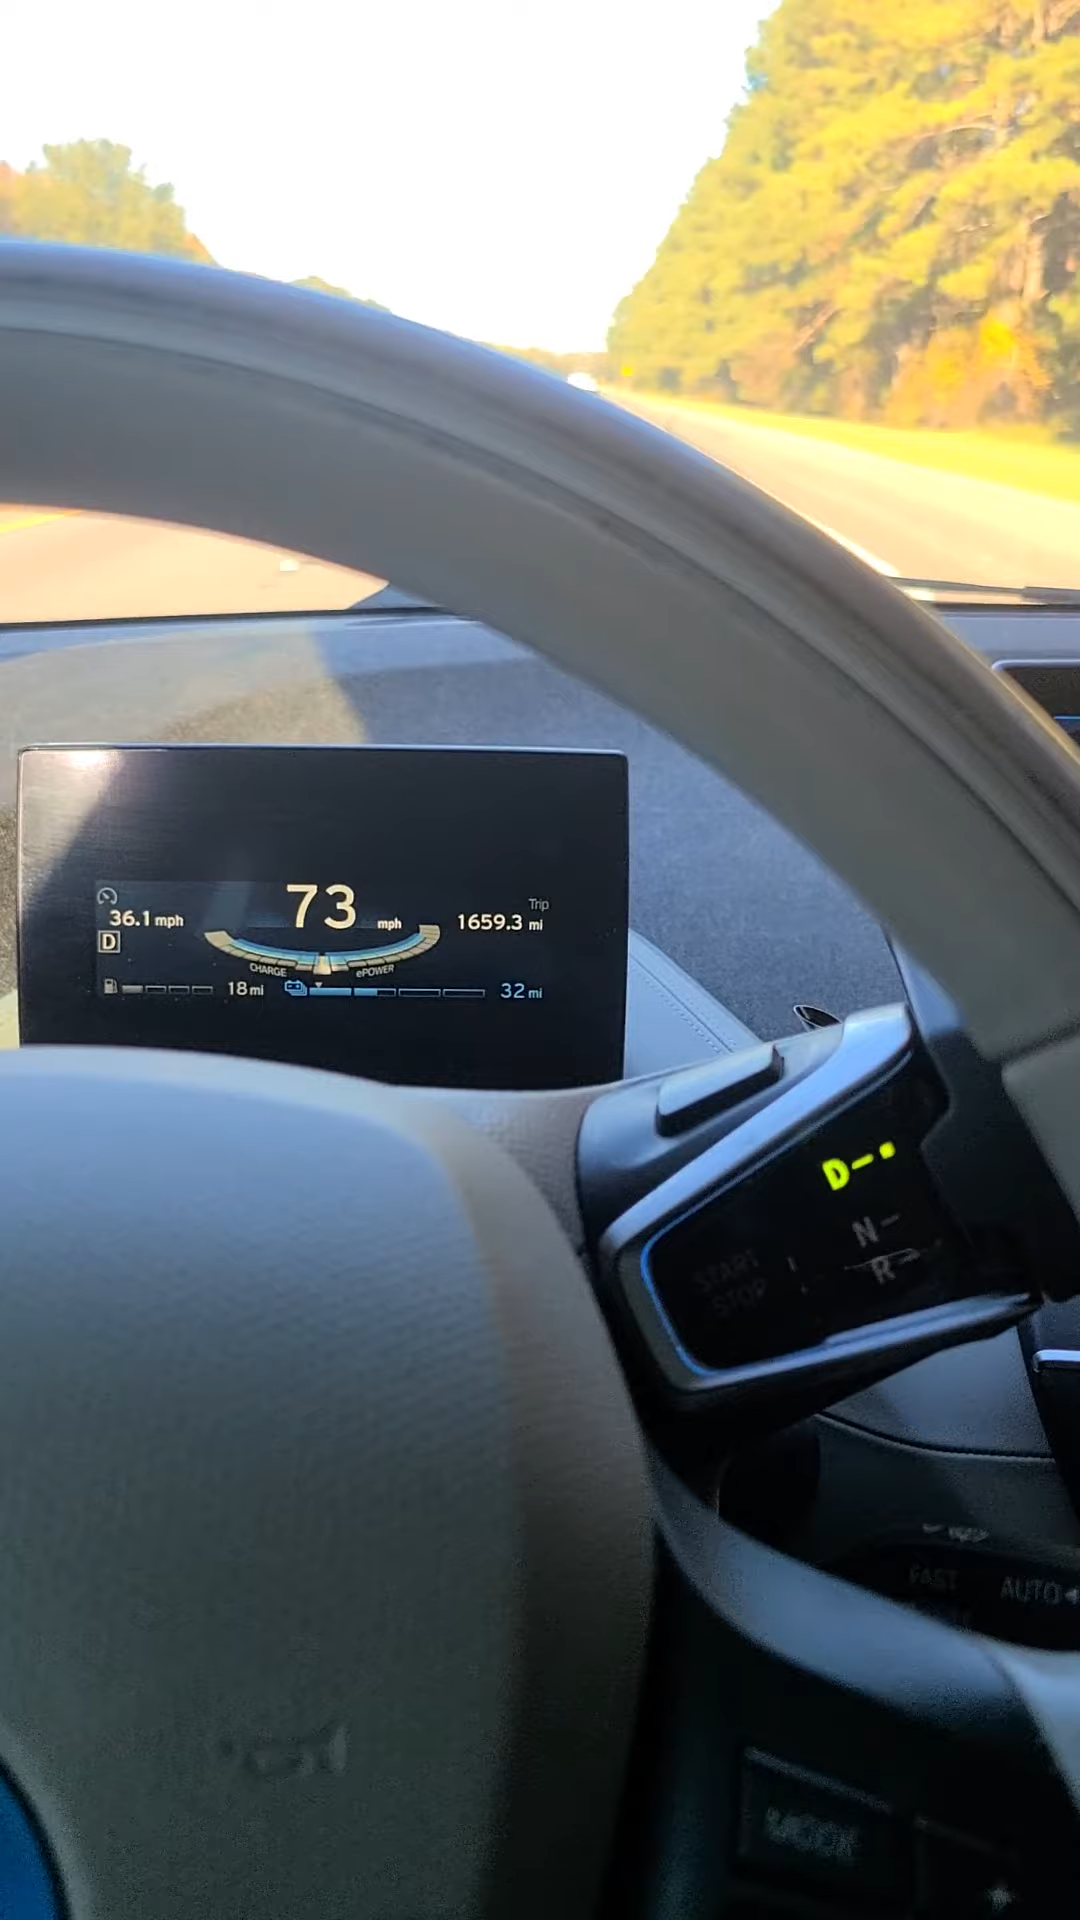 Trip
36.1 mph 73 mph 1659.3 mi
D
CHARGE ePOWER
18 mi 32 mi
D
N
START
STOP
R
FAST
AUTO